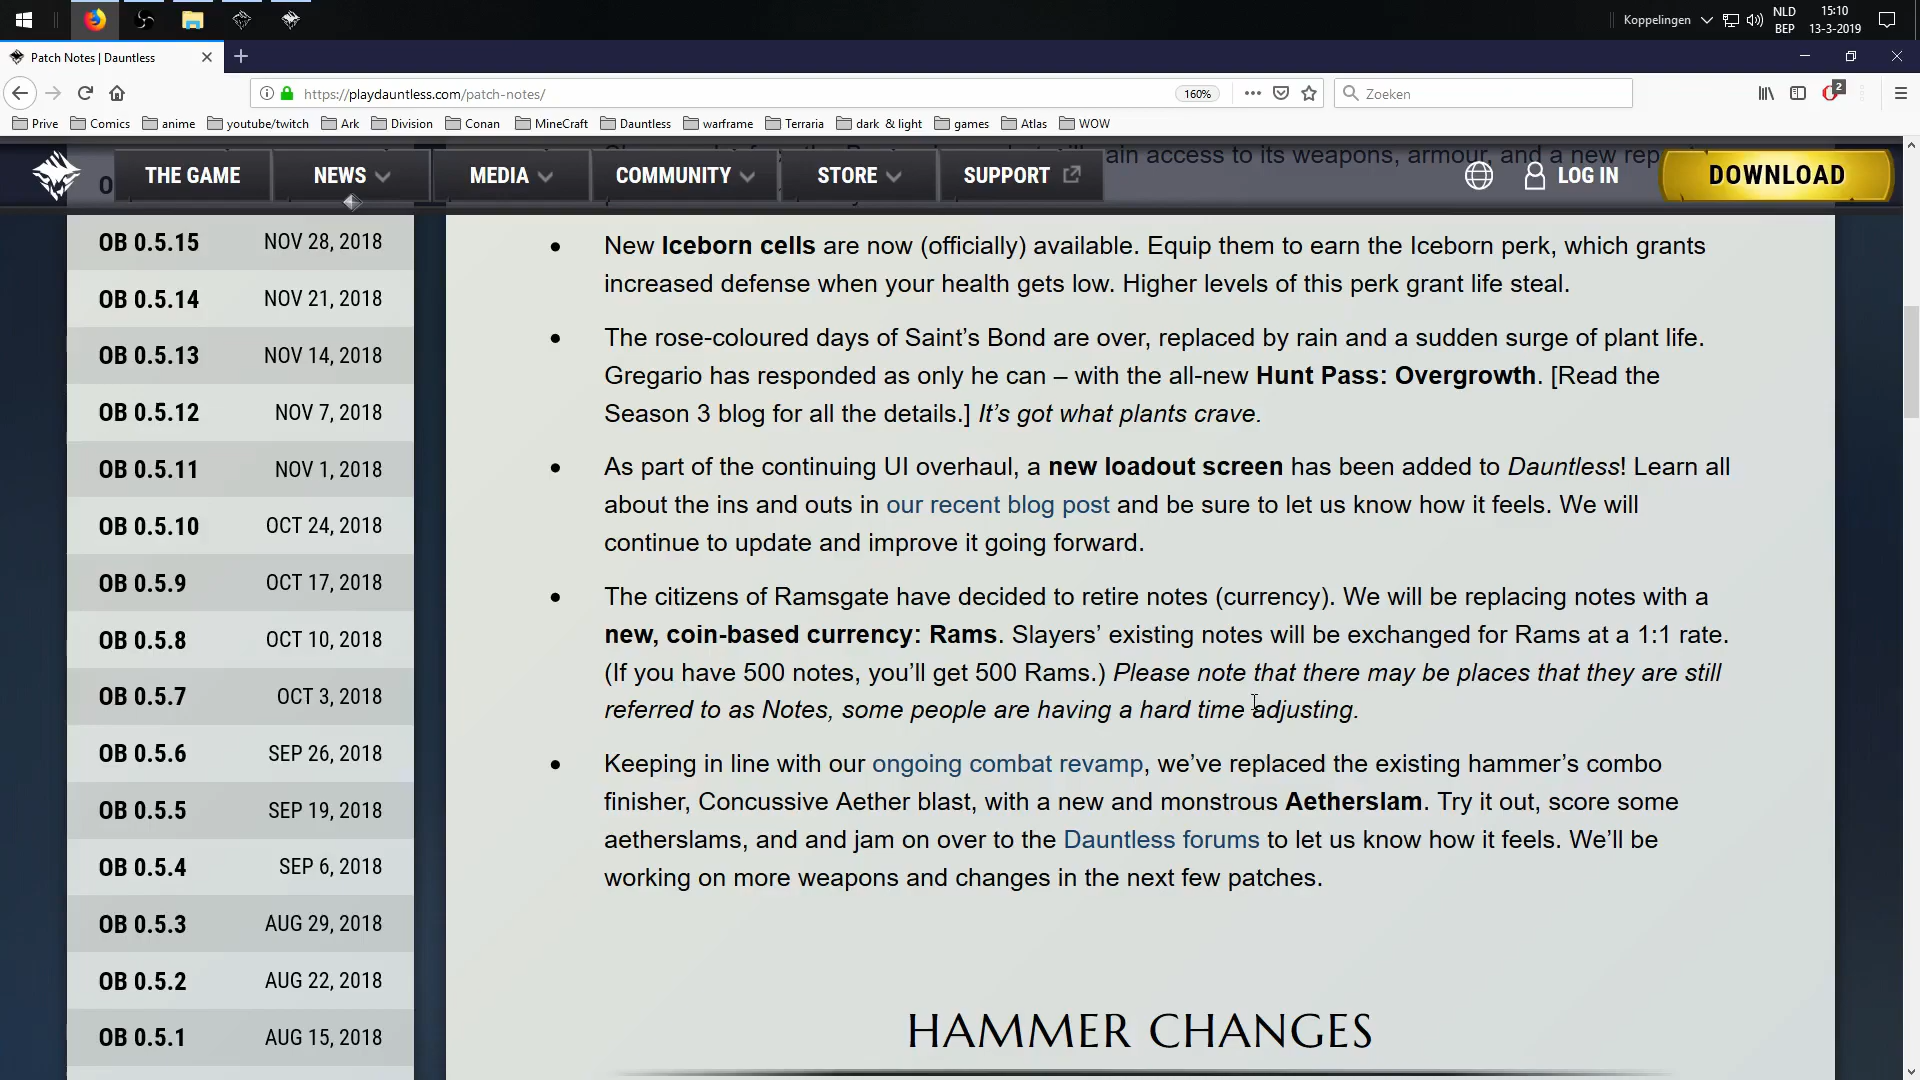 Koppelingen
NLD
BEP
15:10
13-3-2019
Patch Notes | Dauntless
https://playdauntless.com/patch-notes/
160%
Zoeken
2
Prive
Comics
anime
youtube/twitch
Ark
Division
Conan
MineCraft
Dauntless
warframe
Terraria
dark & light
games
Atlas
WOW
THE GAME
NEWS
MEDIA
COMMUNITY
STORE
SUPPORT
LOG IN
DOWNLOAD
ain access to its weapons, armour, and a new
OB 0.5.15 NOV 28, 2018
OB 0.5.14 NOV 21, 2018
OB 0.5.13 NOV 14, 2018
OB 0.5.12 NOV 7, 2018
OB 0.5.11 NOV 1, 2018
OB 0.5.10 OCT 24, 2018
OB 0.5.9 OCT 17, 2018
OB 0.5.8 OCT 10, 2018
OB 0.5.7 OCT 3, 2018
OB 0.5.6 SEP 26, 2018
OB 0.5.5 SEP 19, 2018
OB 0.5.4 SEP 6, 2018
OB 0.5.3 AUG 29, 2018
OB 0.5.2 AUG 22, 2018
OB 0.5.1 AUG 15, 2018
• New Iceborn cells are now (officially) available. Equip them to earn the Iceborn perk, which grants
increased defense when your health gets low. Higher levels of this perk grant life steal.
• The rose-coloured days of Saint’s Bond are over, replaced by rain and a sudden surge of plant life.
Gregario has responded as only he can – with the all-new Hunt Pass: Overgrowth. [Read the
Season 3 blog for all the details.] It’s got what plants crave.
• As part of the continuing UI overhaul, a new loadout screen has been added to Dauntless! Learn all
about the ins and outs in our recent blog post and be sure to let us know how it feels. We will
continue to update and improve it going forward.
• The citizens of Ramsgate have decided to retire notes (currency). We will be replacing notes with a
new, coin-based currency: Rams. Slayers’ existing notes will be exchanged for Rams at a 1:1 rate.
(If you have 500 notes, you’ll get 500 Rams.) Please note that there may be places that they are still
referred to as Notes, some people are having a hard time adjusting.
• Keeping in line with our ongoing combat revamp, we’ve replaced the existing hammer’s combo
finisher, Concussive Aether blast, with a new and monstrous Aetherslam. Try it out, score some
aetherslams, and and jam on over to the Dauntless forums to let us know how it feels. We’ll be
working on more weapons and changes in the next few patches.
HAMMER CHANGES